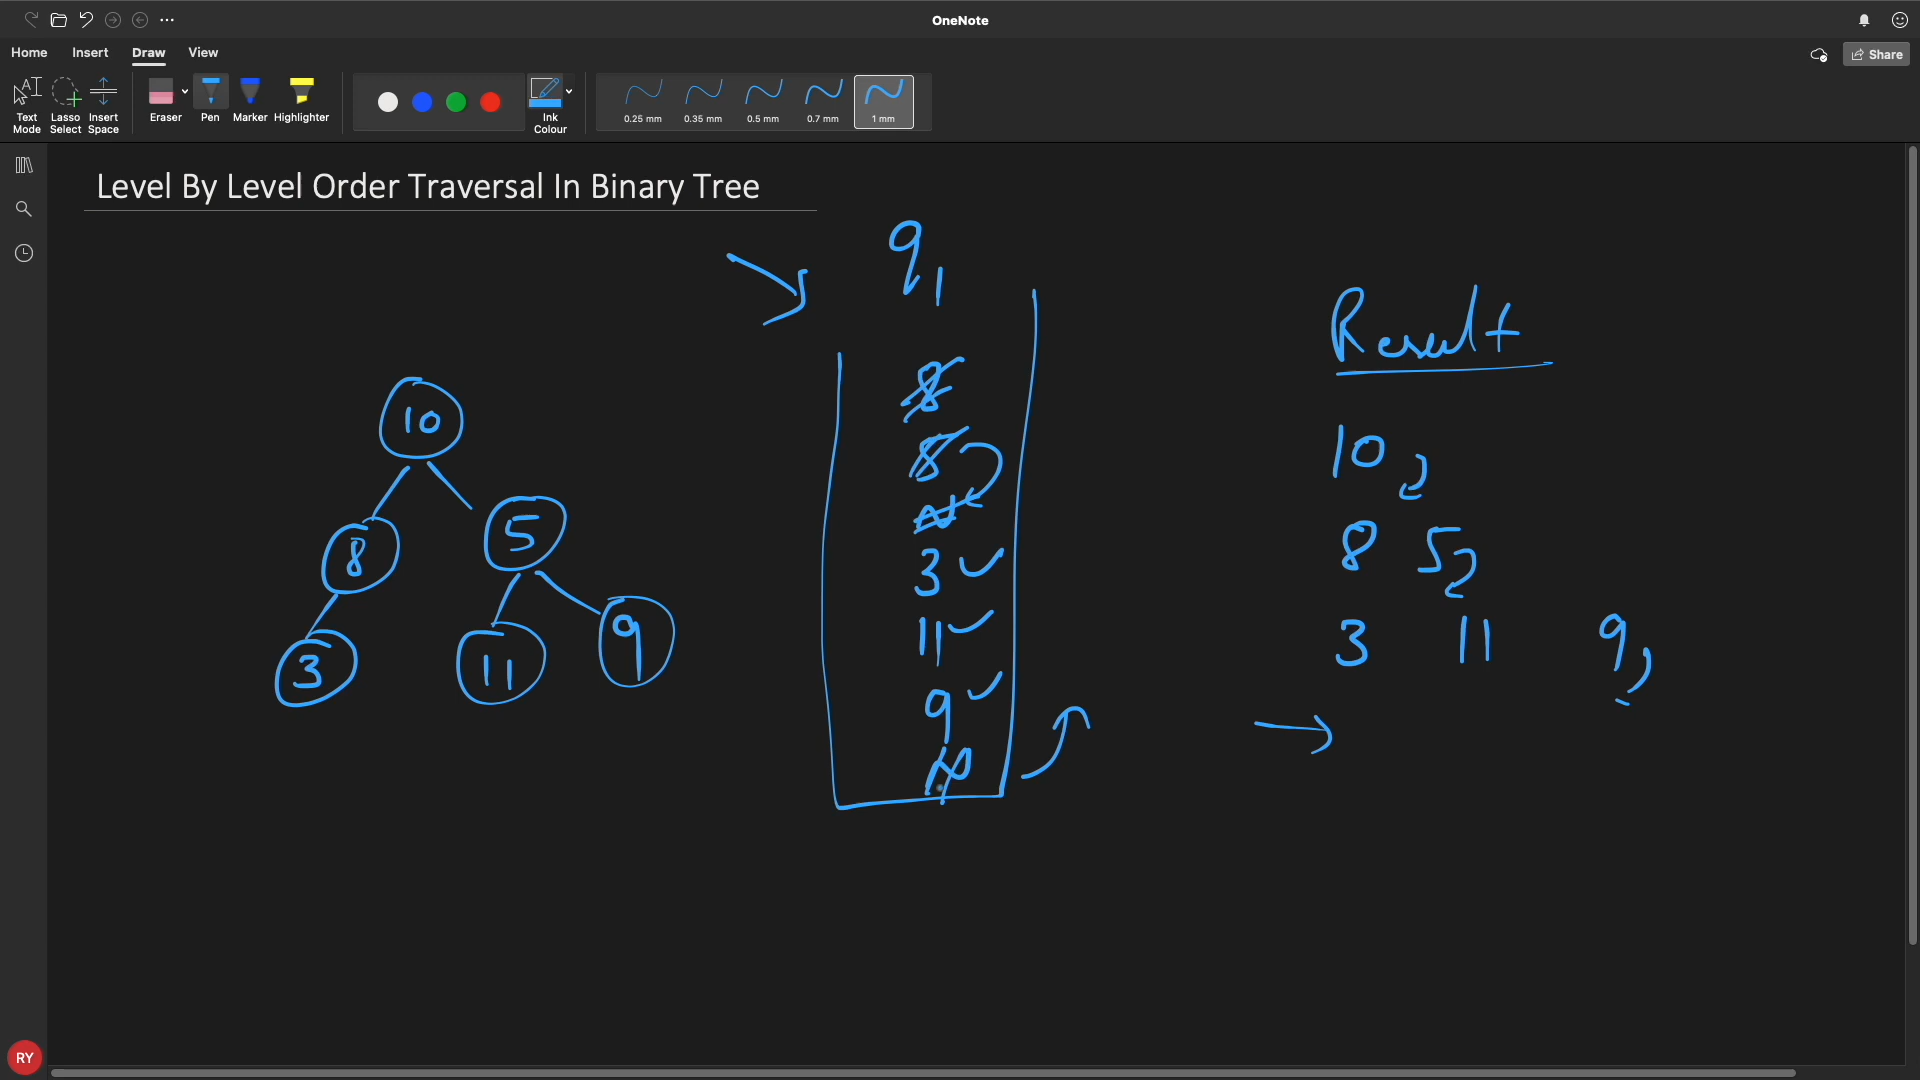 OneNote
Home Insert Draw View
Share
Text Mode
Lasso Select
Insert Space
Eraser
Pen
Marker
Highlighter
Ink Colour
0.25 mm
0.35 mm
0.5 mm
0.7 mm
1 mm
Level By Level Order Traversal In Binary Tree
10
8
5
3
11
9
q1
8
8
N
3
11
9
N
Result
10
8 5
3 11 9
RY